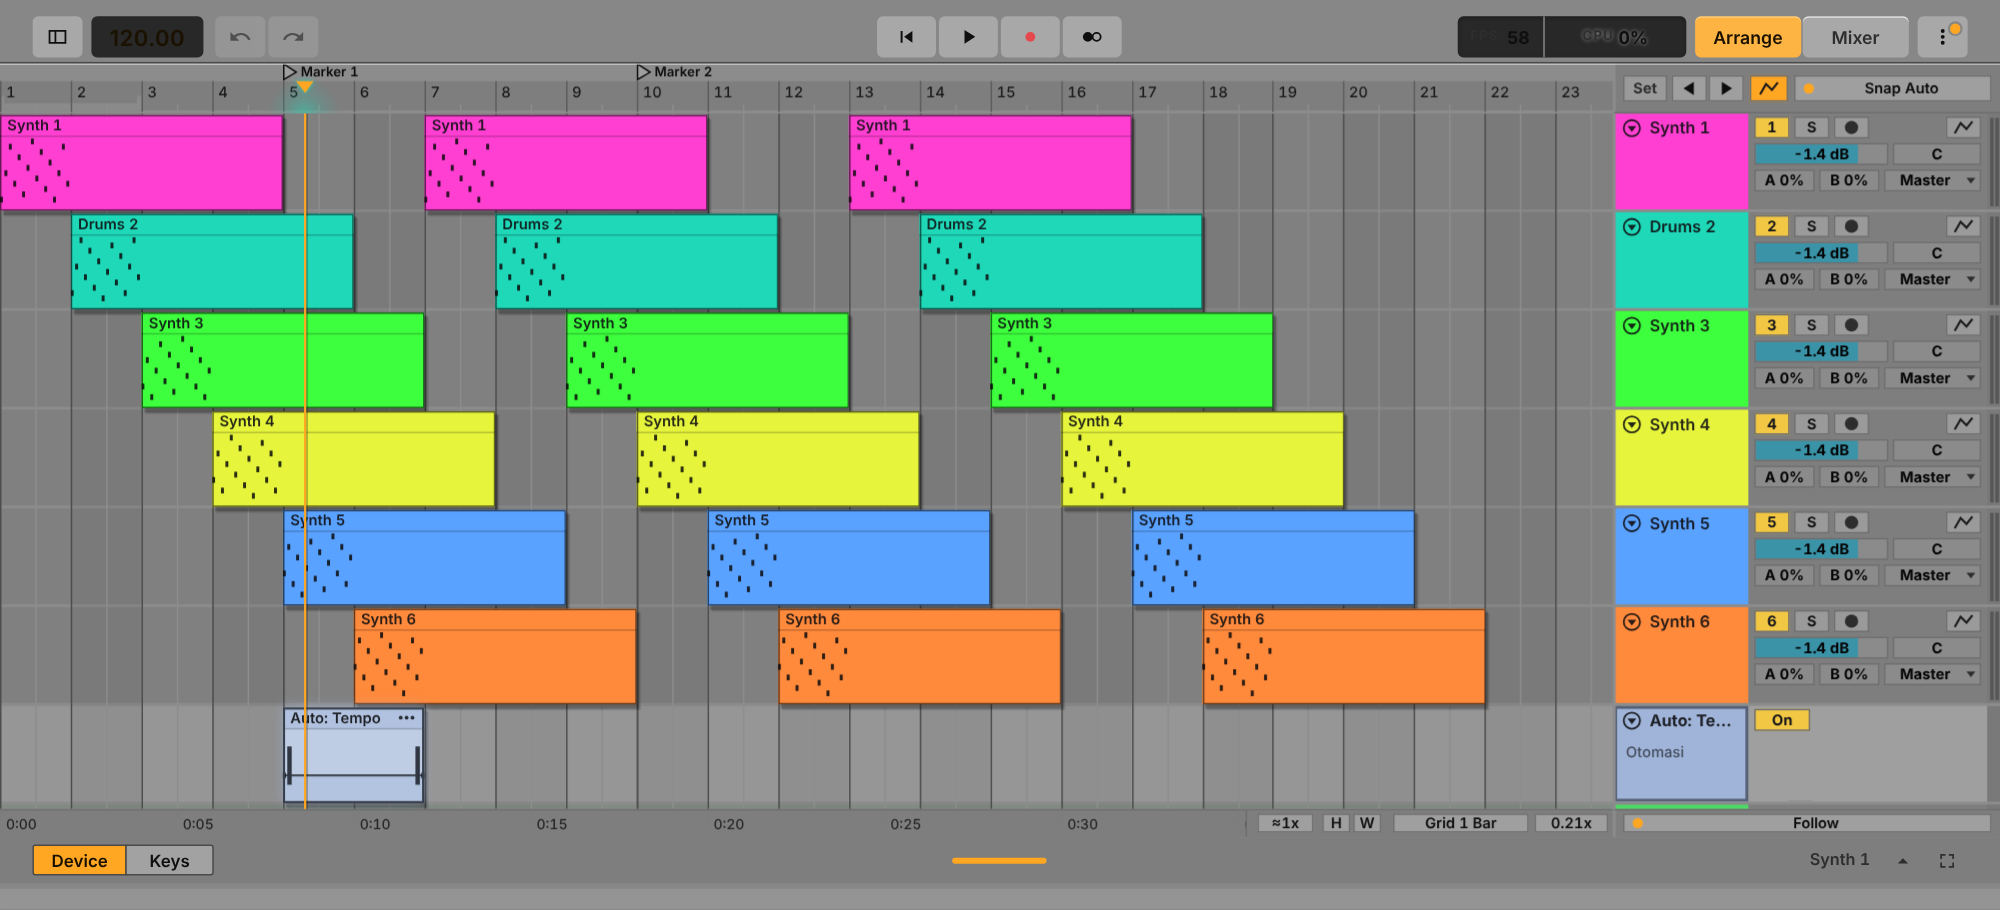 120.00
FPS 58
CPU 0%
Arrange
Mixer
Marker 1
Marker 2
1 2 3 4 5 6 7 8 9 10 11 12 13 14 15 16 17 18 19 20 21 22 23
Set
Snap Auto
Synth 1 Synth 1 Synth 1
Synth 1 1 S
-1.4 dB C
A 0% B 0% Master
Drums 2 Drums 2 Drums 2
Drums 2 2 S
-1.4 dB C
A 0% B 0% Master
Synth 3 Synth 3 Synth 3
Synth 3 3 S
-1.4 dB C
A 0% B 0% Master
Synth 4 Synth 4 Synth 4
Synth 4 4 S
-1.4 dB C
A 0% B 0% Master
Synth 5 Synth 5 Synth 5
Synth 5 5 S
-1.4 dB C
A 0% B 0% Master
Synth 6 Synth 6 Synth 6
Synth 6 6 S
-1.4 dB C
A 0% B 0% Master
Auto: Tempo
Auto: Te... On
Otomasi
0:00 0:05 0:10 0:15 0:20 0:25 0:30
≈1x H W Grid 1 Bar 0.21x
Follow
Device Keys
Synth 1